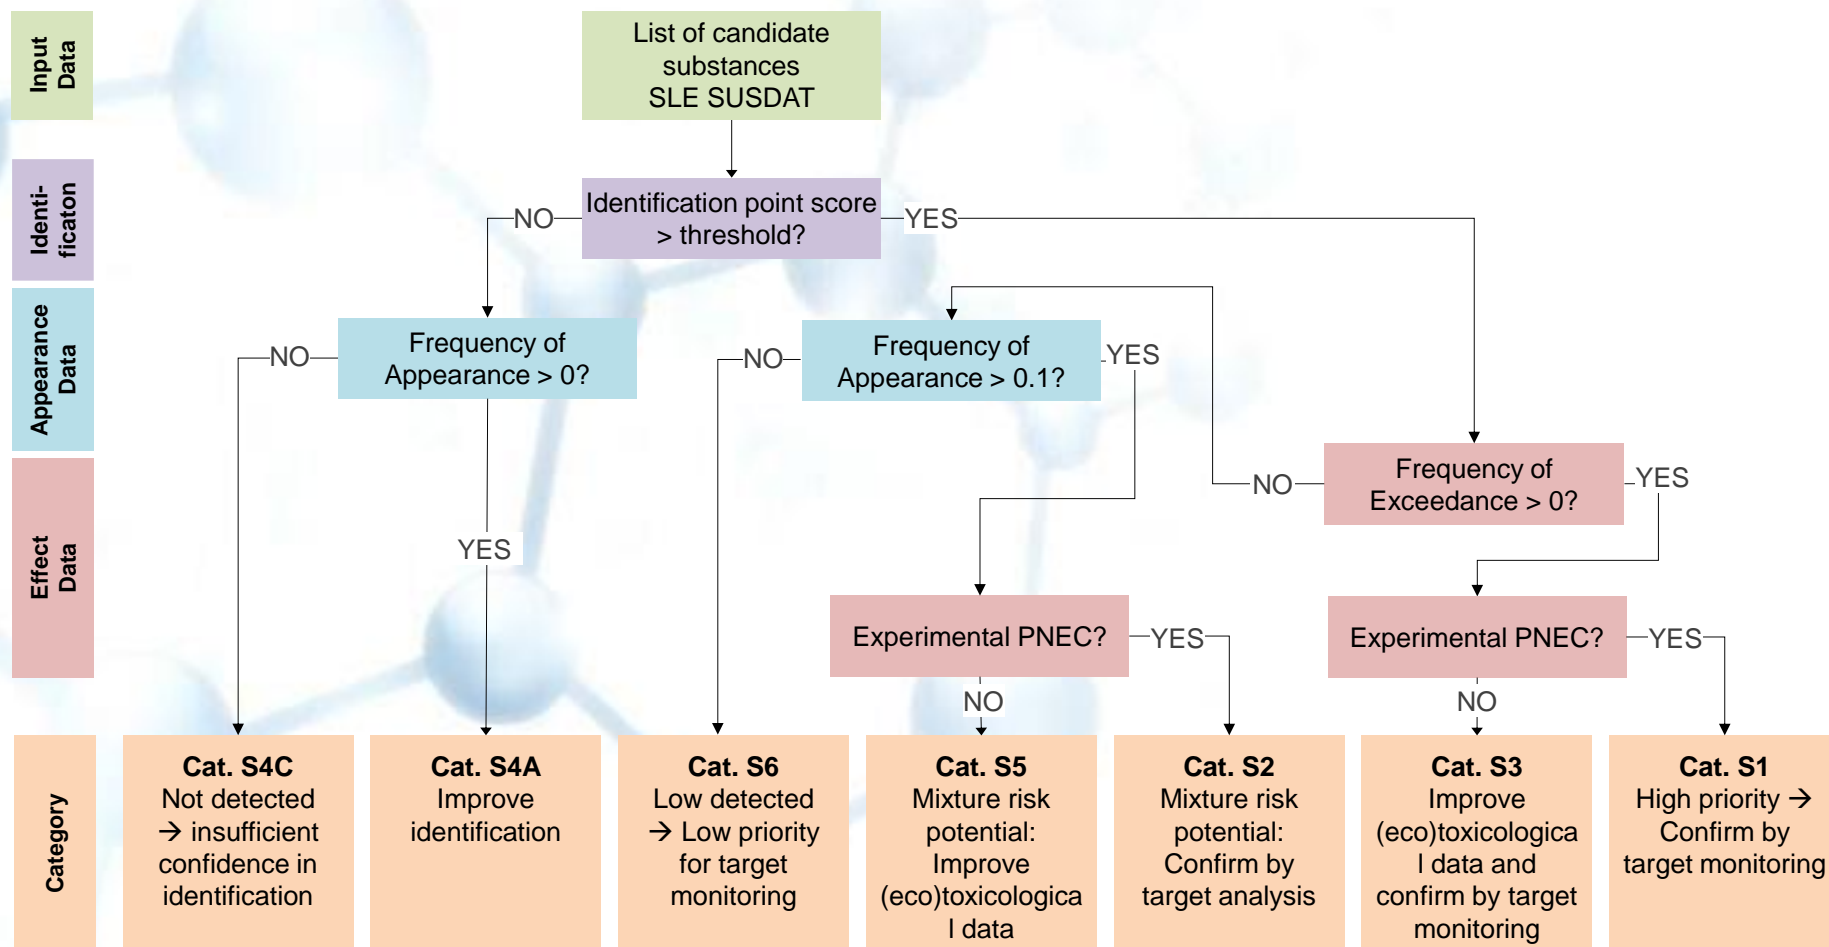 Input
Data
List of candidate
substances
SLE SUSDAT
Identi-
ficaton
Identification point score
> threshold?
NO
YES
Appearance
Data
Frequency of
Appearance > 0?
NO
YES
Frequency of
Appearance > 0.1?
NO
YES
Effect
Data
Frequency of
Exceedance > 0?
NO
YES
Experimental PNEC?
YES
NO
Experimental PNEC?
YES
NO
Category
Cat. S4C
Not detected
→ insufficient
confidence in
identification
Cat. S4A
Improve
identification
Cat. S6
Low detected
→ Low priority
for target
monitoring
Cat. S5
Mixture risk
potential:
Improve
(eco)toxicologica
l data
Cat. S2
Mixture risk
potential:
Confirm by
target analysis
Cat. S3
Improve
(eco)toxicologica
l data and
confirm by target
monitoring
Cat. S1
High priority →
Confirm by
target monitoring